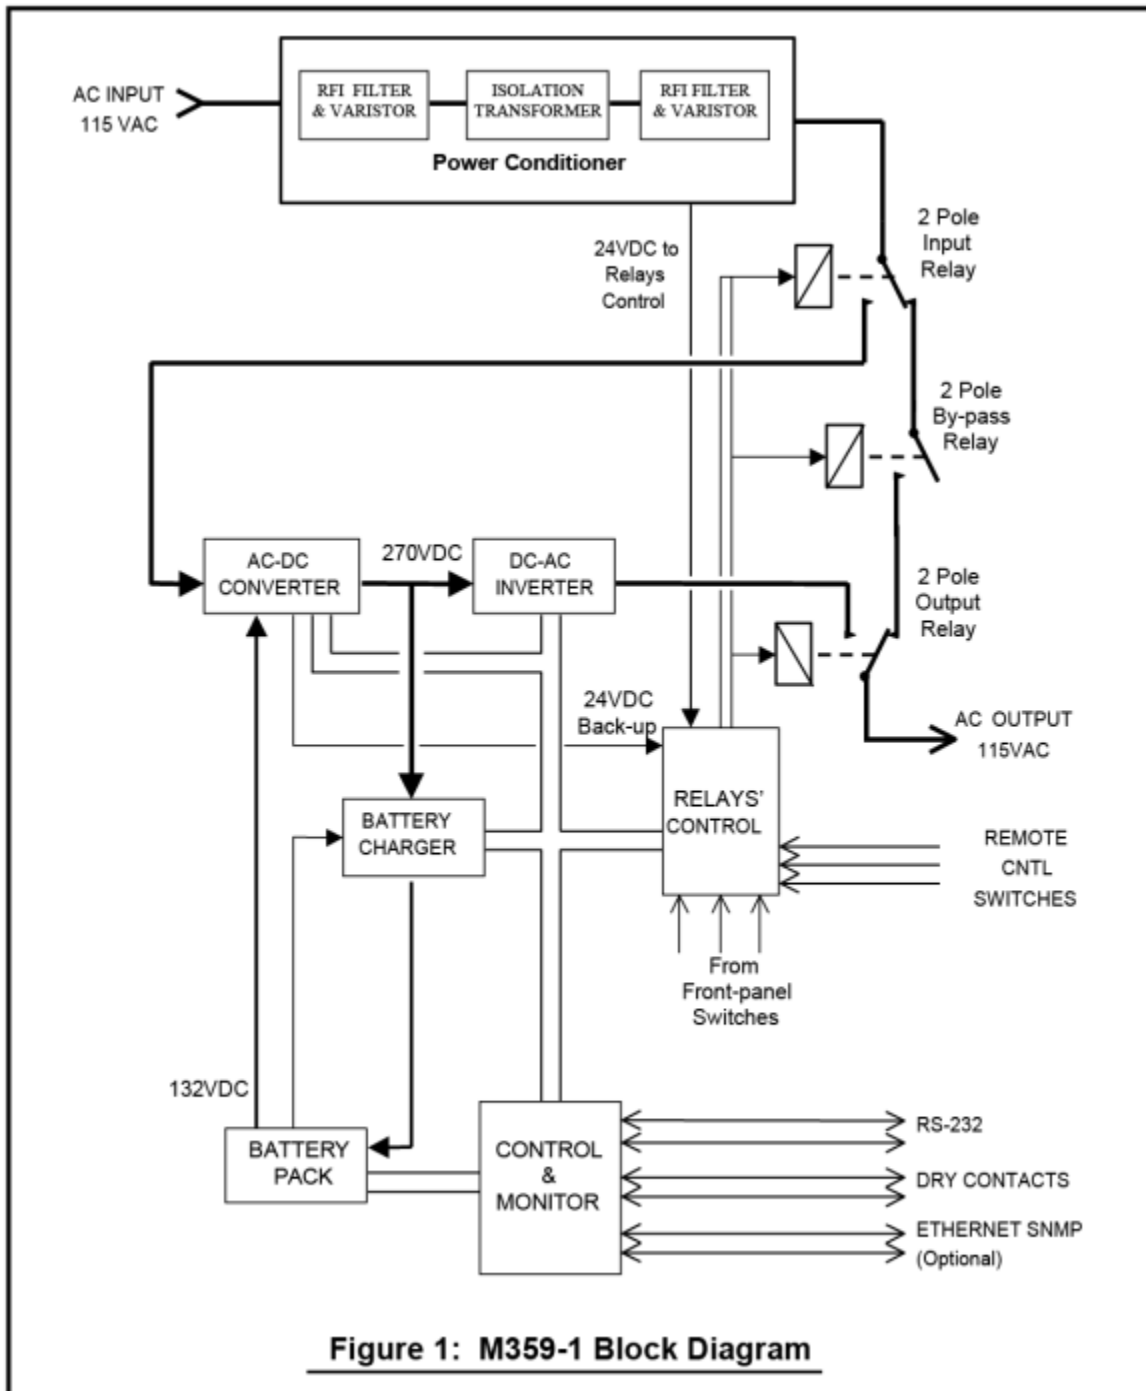 AC INPUT
115 VAC
RFI FILTER
& VARISTOR
ISOLATION
TRANSFORMER
RFI FILTER
& VARISTOR
Power Conditioner
24VDC to
Relays
Control
2 Pole
Input
Relay
2 Pole
By-pass
Relay
AC-DC
CONVERTER
270VDC
DC-AC
INVERTER
2 Pole
Output
Relay
24VDC
Back-up
AC OUTPUT
115VAC
BATTERY
CHARGER
RELAYS'
CONTROL
REMOTE
CNTL
SWITCHES
From
Front-panel
Switches
132VDC
BATTERY
PACK
CONTROL
&
MONITOR
RS-232
DRY CONTACTS
ETHERNET SNMP
(Optional)
Figure 1: M359-1 Block Diagram